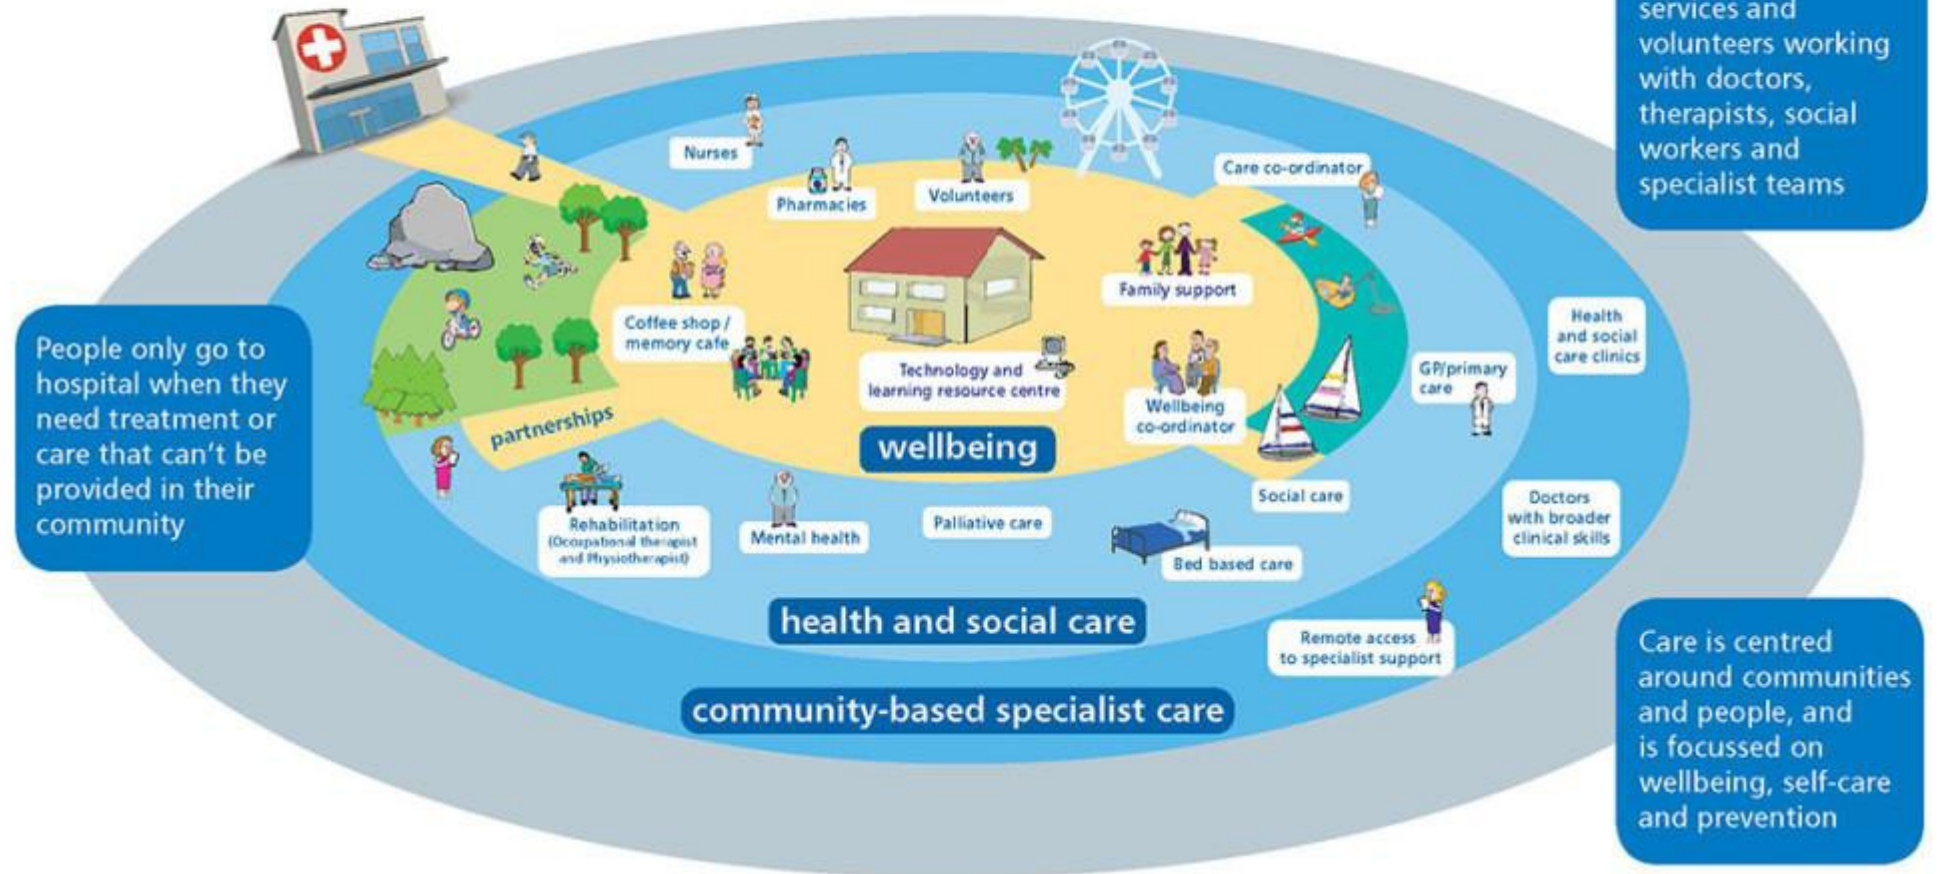 services and
volunteers working
with doctors,
therapists, social
workers and
specialist teams
Nurses
Pharmacies
Volunteers
Care co-ordinator
Family support
Coffee shop /
memory cafe
Technology and
learning resource centre
Wellbeing
co-ordinator
GP/primary
care
Health
and social
care clinics
People only go to
hospital when they
need treatment or
care that can't be
provided in their
community
partnerships
wellbeing
Rehabilitation
(Occupational therapist
and Physiotherapist)
Mental health
Palliative care
Bed based care
Social care
Doctors
with broader
clinical skills
health and social care
Remote access
to specialist support
community-based specialist care
Care is centred
around communities
and people, and
is focussed on
wellbeing, self-care
and prevention